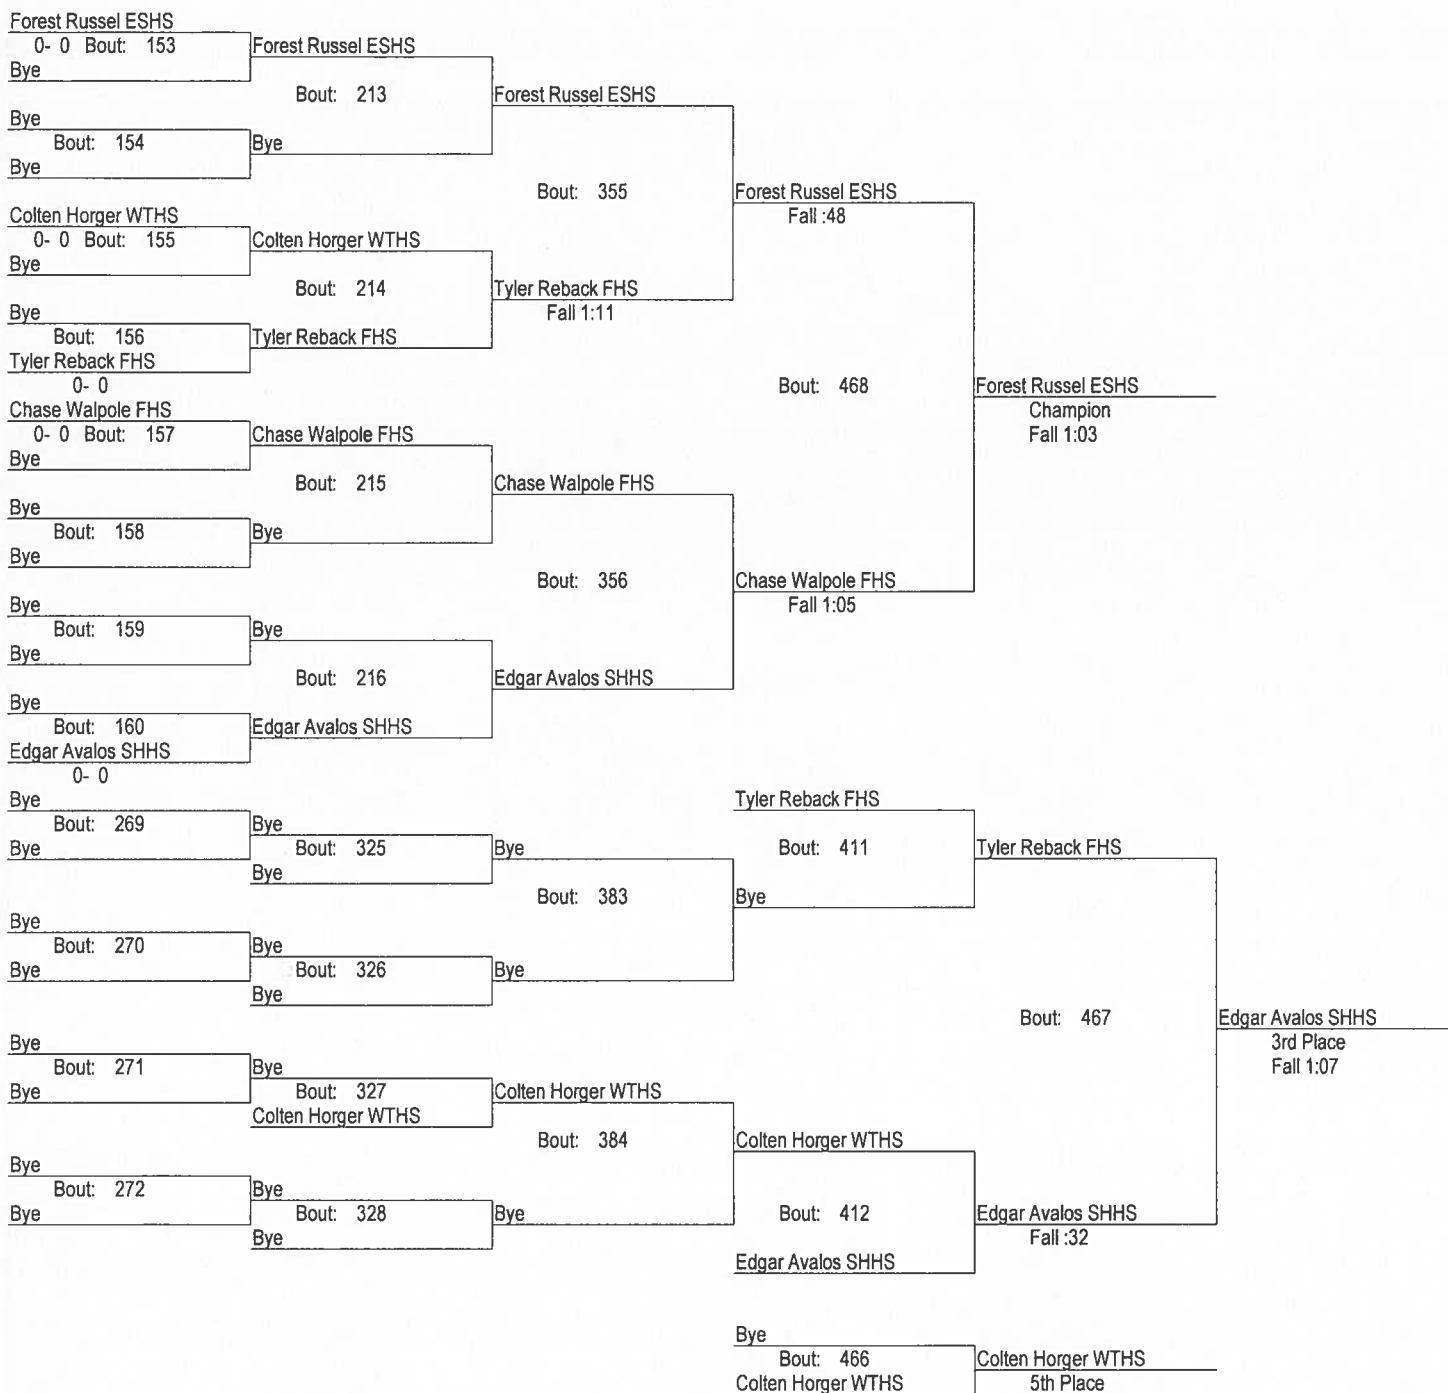 Forest Russel ESHS
0- 0 Bout: 153
Bye
Forest Russel ESHS
Bout: 213
Forest Russel ESHS
Bye
Bout: 154
Bye
Bye
Bout: 355
Forest Russel ESHS
Fall :48
Colten Horger WTHS
0- 0 Bout: 155
Bye
Colten Horger WTHS
Bout: 214
Tyler Reback FHS
Fall 1:11
Bye
Bout: 156
Tyler Reback FHS
0- 0
Tyler Reback FHS
Bout: 468
Forest Russel ESHS
Champion
Fall 1:03
Chase Walpole FHS
0- 0 Bout: 157
Bye
Chase Walpole FHS
Bout: 215
Chase Walpole FHS
Bye
Bout: 158
Bye
Bye
Bout: 356
Chase Walpole FHS
Fall 1:05
Bye
Bout: 159
Bye
Bye
Bout: 216
Edgar Avalos SHHS
Bye
Bout: 160
Edgar Avalos SHHS
0- 0
Edgar Avalos SHHS
Bye
Bout: 269
Bye
Bye
Bout: 325
Bye
Bye
Bout: 383
Bye
Tyler Reback FHS
Bout: 411
Tyler Reback FHS
Bye
Bout: 270
Bye
Bye
Bout: 326
Bye
Bye
Bout: 467
Edgar Avalos SHHS
3rd Place
Fall 1:07
Bye
Bout: 271
Bye
Bye
Bout: 327
Colten Horger WTHS
Colten Horger WTHS
Bout: 384
Colten Horger WTHS
Bye
Bout: 272
Bye
Bye
Bout: 328
Bye
Bye
Bout: 412
Edgar Avalos SHHS
Edgar Avalos SHHS
Fall :32
Bye
Bout: 466
Colten Horger WTHS
Colten Horger WTHS
5th Place